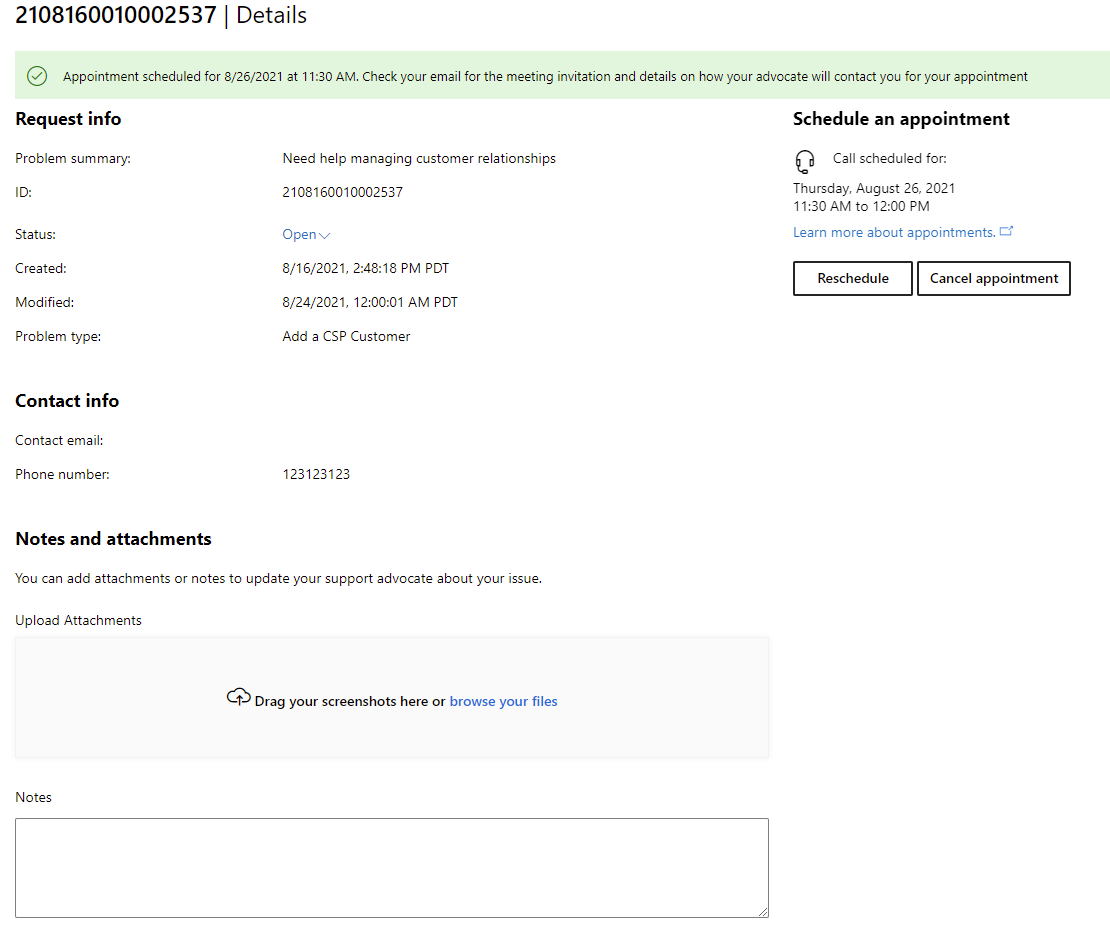 2108160010002537 | Details
Appointment scheduled for 8/26/2021 at 11:30 AM. Check your email for the meeting invitation and details on how your advocate will contact you for your appointment
Request info
Problem summary: Need help managing customer relationships
ID: 2108160010002537
Status: Open
Created: 8/16/2021, 2:48:18 PM PDT
Modified: 8/24/2021, 12:00:01 AM PDT
Problem type: Add a CSP Customer
Contact info
Contact email:
Phone number: 123123123
Notes and attachments
You can add attachments or notes to update your support advocate about your issue.
Upload Attachments
Drag your screenshots here or browse your files
Notes
Schedule an appointment
Call scheduled for:
Thursday, August 26, 2021
11:30 AM to 12:00 PM
Learn more about appointments.
Reschedule Cancel appointment